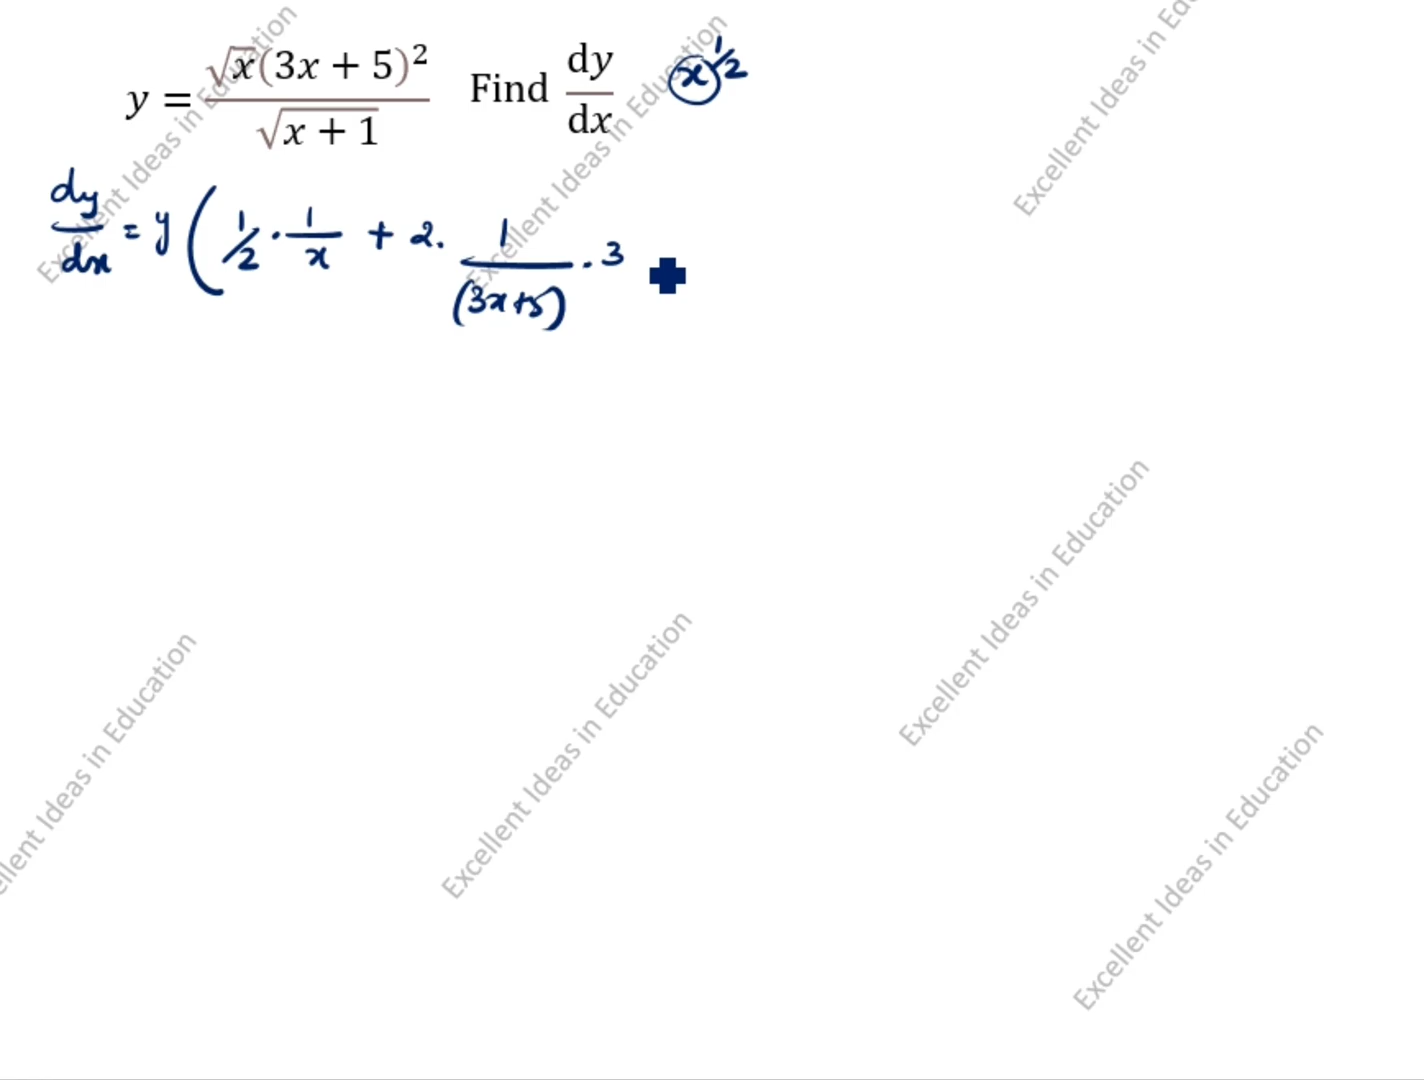 y = √x(3x + 5)² / √(x + 1) Find dy/dx x^1/2
dy/dx = y ( 1/2 · 1/x + 2. 1/(3x+5) · 3
Excellent Ideas in Education
Excellent Ideas in Education
Excellent Ideas in Edu
Excellent Ideas in Education
ellent Ideas in Education
Excellent Ideas in Education
Excellent Ideas in Education